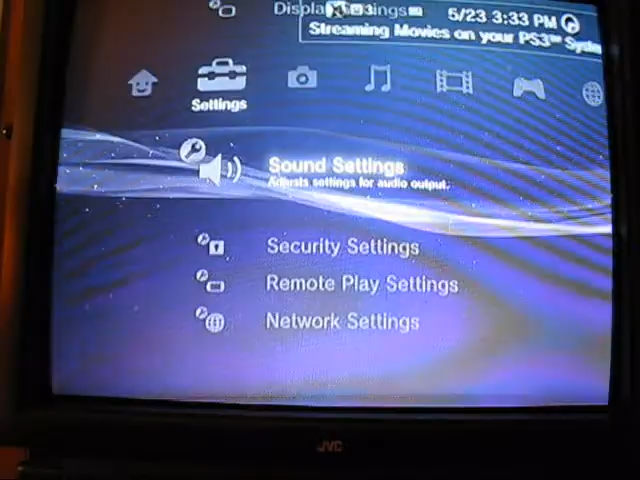 5/23 3:33 PM
Streaming Movies on your PS3™
Settings
Sound Settings
Adjusts settings for audio output.
Security Settings
Remote Play Settings
Network Settings
JVC